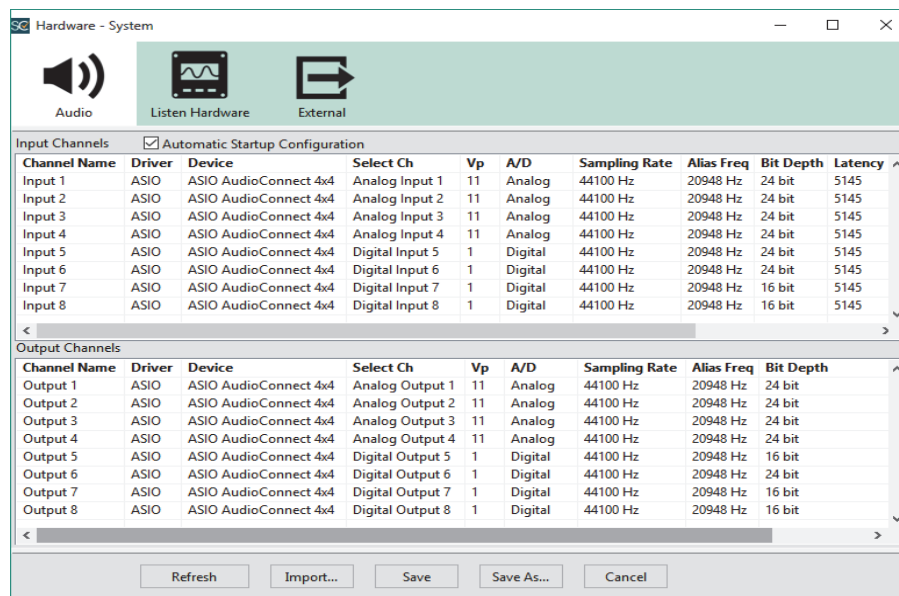 SC Hardware - System
Audio Listen Hardware External
Input Channels Automatic Startup Configuration
Channel Name Driver Device Select Ch Vp A/D Sampling Rate Alias Freq Bit Depth Latency
Input 1 ASIO ASIO AudioConnect 4x4 Analog Input 1 11 Analog 44100 Hz 20948 Hz 24 bit 5145
Input 2 ASIO ASIO AudioConnect 4x4 Analog Input 2 11 Analog 44100 Hz 20948 Hz 24 bit 5145
Input 3 ASIO ASIO AudioConnect 4x4 Analog Input 3 11 Analog 44100 Hz 20948 Hz 24 bit 5145
Input 4 ASIO ASIO AudioConnect 4x4 Analog Input 4 11 Analog 44100 Hz 20948 Hz 24 bit 5145
Input 5 ASIO ASIO AudioConnect 4x4 Digital Input 5 1 Digital 44100 Hz 20948 Hz 24 bit 5145
Input 6 ASIO ASIO AudioConnect 4x4 Digital Input 6 1 Digital 44100 Hz 20948 Hz 24 bit 5145
Input 7 ASIO ASIO AudioConnect 4x4 Digital Input 7 1 Digital 44100 Hz 20948 Hz 16 bit 5145
Input 8 ASIO ASIO AudioConnect 4x4 Digital Input 8 1 Digital 44100 Hz 20948 Hz 16 bit 5145
Output Channels
Channel Name Driver Device Select Ch Vp A/D Sampling Rate Alias Freq Bit Depth
Output 1 ASIO ASIO AudioConnect 4x4 Analog Output 1 11 Analog 44100 Hz 20948 Hz 24 bit
Output 2 ASIO ASIO AudioConnect 4x4 Analog Output 2 11 Analog 44100 Hz 20948 Hz 24 bit
Output 3 ASIO ASIO AudioConnect 4x4 Analog Output 3 11 Analog 44100 Hz 20948 Hz 24 bit
Output 4 ASIO ASIO AudioConnect 4x4 Analog Output 4 11 Analog 44100 Hz 20948 Hz 24 bit
Output 5 ASIO ASIO AudioConnect 4x4 Digital Output 5 1 Digital 44100 Hz 20948 Hz 16 bit
Output 6 ASIO ASIO AudioConnect 4x4 Digital Output 6 1 Digital 44100 Hz 20948 Hz 24 bit
Output 7 ASIO ASIO AudioConnect 4x4 Digital Output 7 1 Digital 44100 Hz 20948 Hz 16 bit
Output 8 ASIO ASIO AudioConnect 4x4 Digital Output 8 1 Digital 44100 Hz 20948 Hz 16 bit
Refresh Import... Save Save As... Cancel